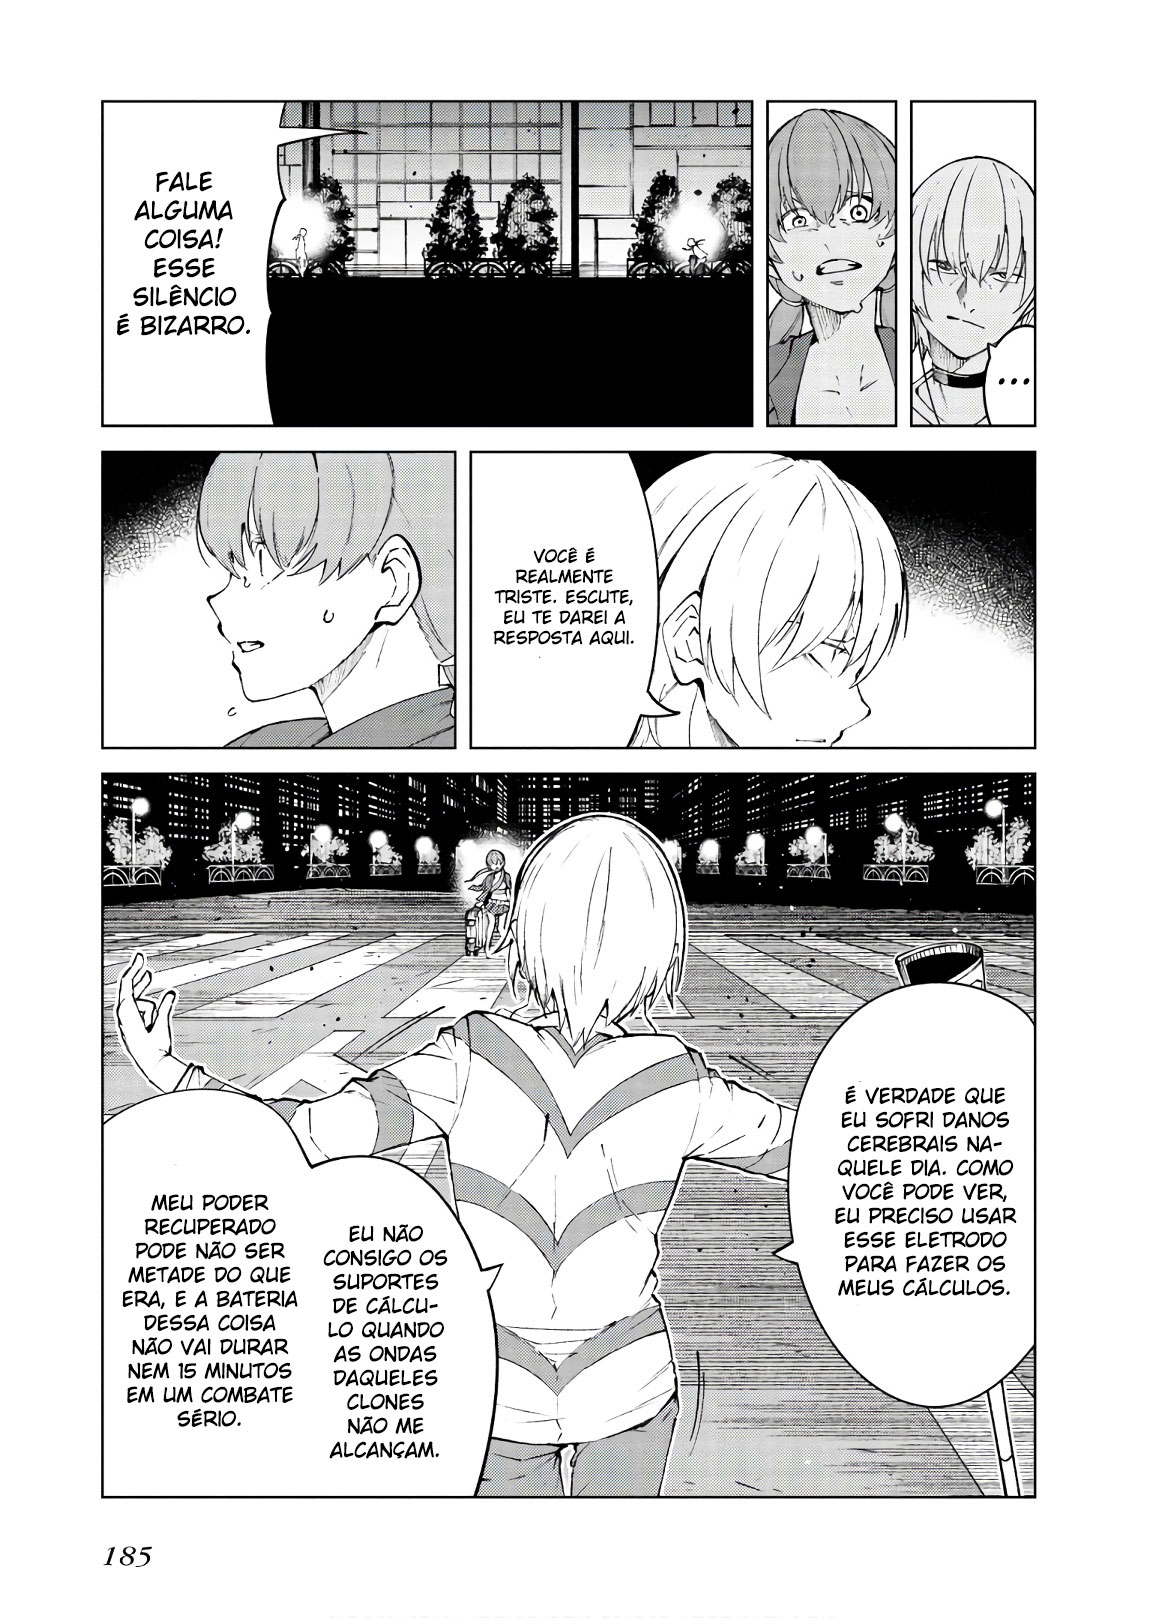 ...
FALE
ALGUMA
COISA!
ESSE
SILÊNCIO
É BIZARRO.
VOCÊ É
REALMENTE
TRISTE. ESCUTE,
EU TE DAREI A
RESPOSTA AQUI.
É VERDADE QUE
EU SOFRI DANOS
CEREBRAIS NA-
QUELE DIA. COMO
VOCÊ PODE VER,
EU PRECISO USAR
ESSE ELETRODO
PARA FAZER OS
MEUS CÁLCULOS.
EU NÃO
CONSIGO OS
SUPORTES
DE CÁLCU-
LO QUANDO
AS ONDAS
DAQUELES
CLONES
NÃO ME
ALCANÇAM.
MEU PODER
RECUPERADO
PODE NÃO SER
METADE DO QUE
ERA, E A BATERIA
DESSA COISA
NÃO VAI DURAR
NEM 15 MINUTOS
EM UM COMBATE
SÉRIO.
185